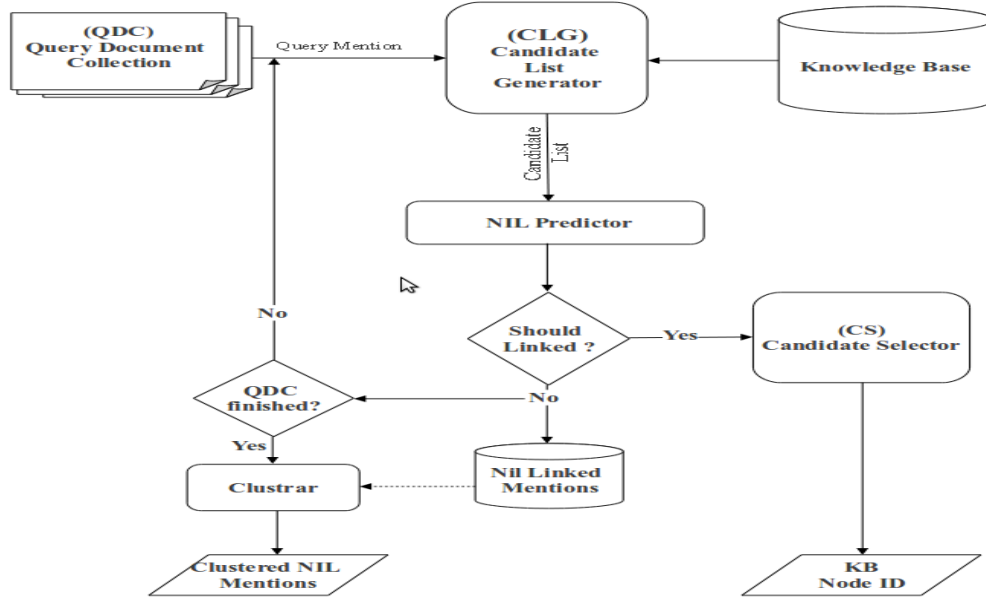 (QDC)
Query Document
Collection
Query Mention
(CLG)
Candidate
List
Generator
Knowledge Base
Candidate
List
NIL Predictor
Should
Linked ?
Yes
(CS)
Candidate Selector
No
No
QDC
finished?
Yes
Clustrar
Nil Linked
Mentions
Clustered NIL
Mentions
KB
Node ID